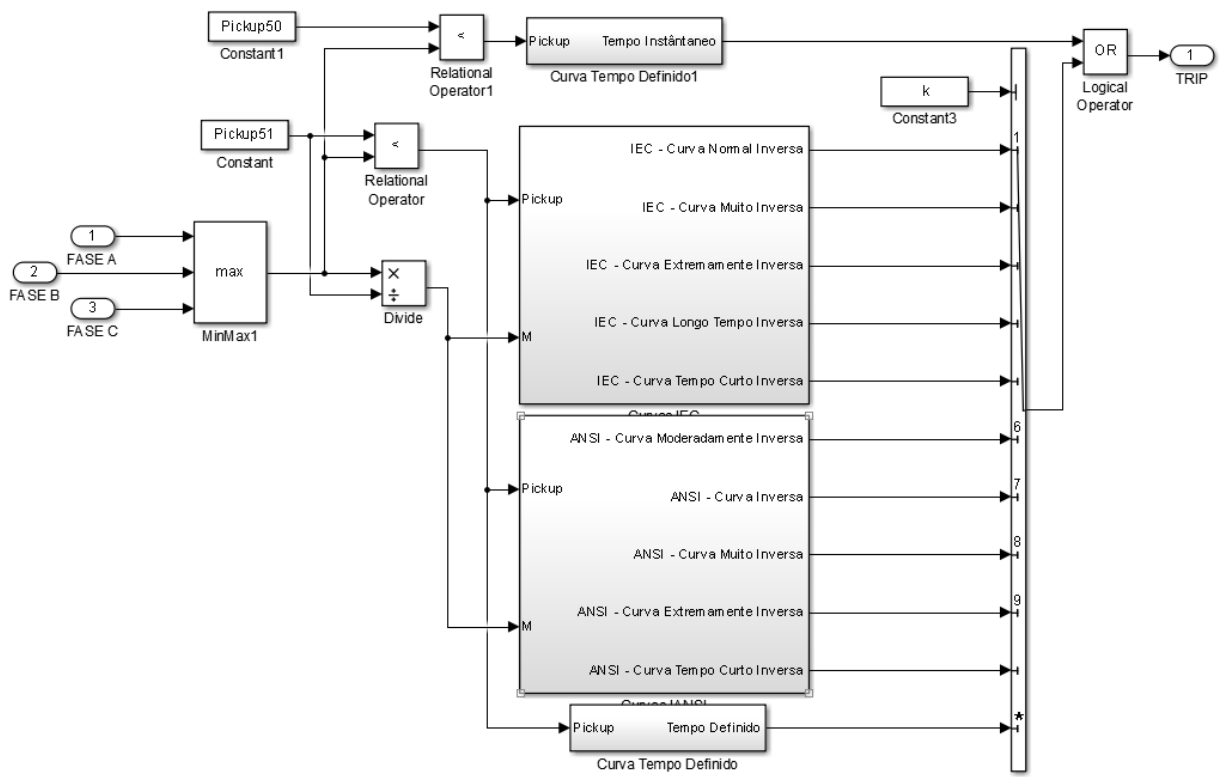 Pickup50
Constant1
<
Relational
Operator1
Pickup
Tempo Instântaneo
Curva Tempo Definido1
OR
Logical
Operator
1
TRIP
k
Constant3
Pickup51
Constant
<
Relational
Operator
1
FASE A
2
FASE B
3
FASE C
max
MinMax1
×
÷
Divide
Pickup
M
IEC - Curva Normal Inversa
IEC - Curva Muito Inversa
IEC - Curva Extremamente Inversa
IEC - Curva Longo Tempo Inversa
IEC - Curva Tempo Curto Inversa
Pickup
M
ANSI - Curva Moderadamente Inversa
ANSI - Curva Inversa
ANSI - Curva Muito Inversa
ANSI - Curva Extremamente Inversa
ANSI - Curva Tempo Curto Inversa
1
6
7
8
9
*
Pickup
Tempo Definido
Curva Tempo Definido